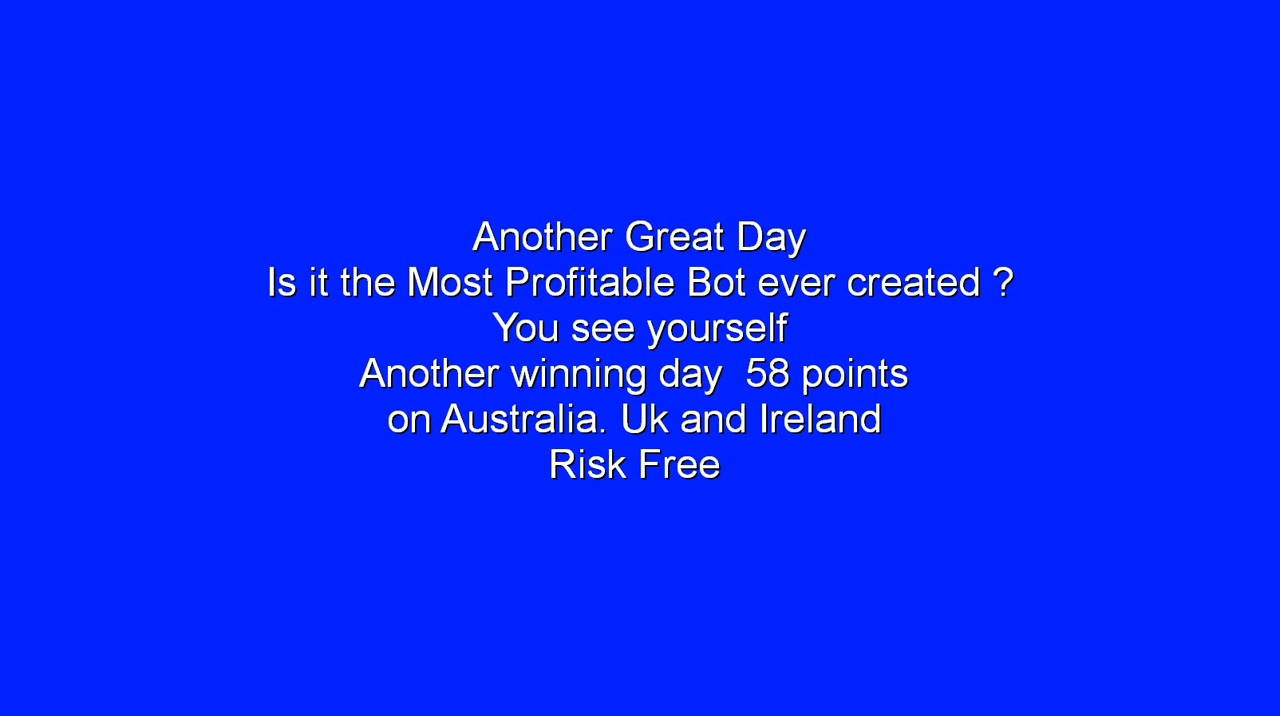 Another Great Day
Is it the Most Profitable Bot ever created ?
You see yourself
Another winning day  58 points
on Australia. Uk and Ireland
Risk Free